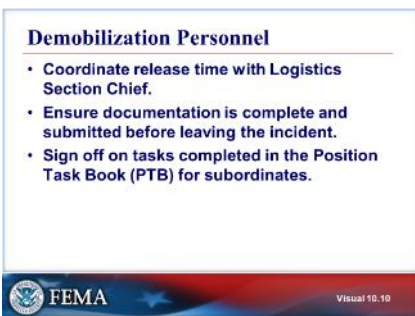 Demobilization Personnel
• Coordinate release time with Logistics
Section Chief.
• Ensure documentation is complete and
submitted before leaving the incident.
• Sign off on tasks completed in the Position
Task Book (PTB) for subordinates.
FEMA
Visual 10.10